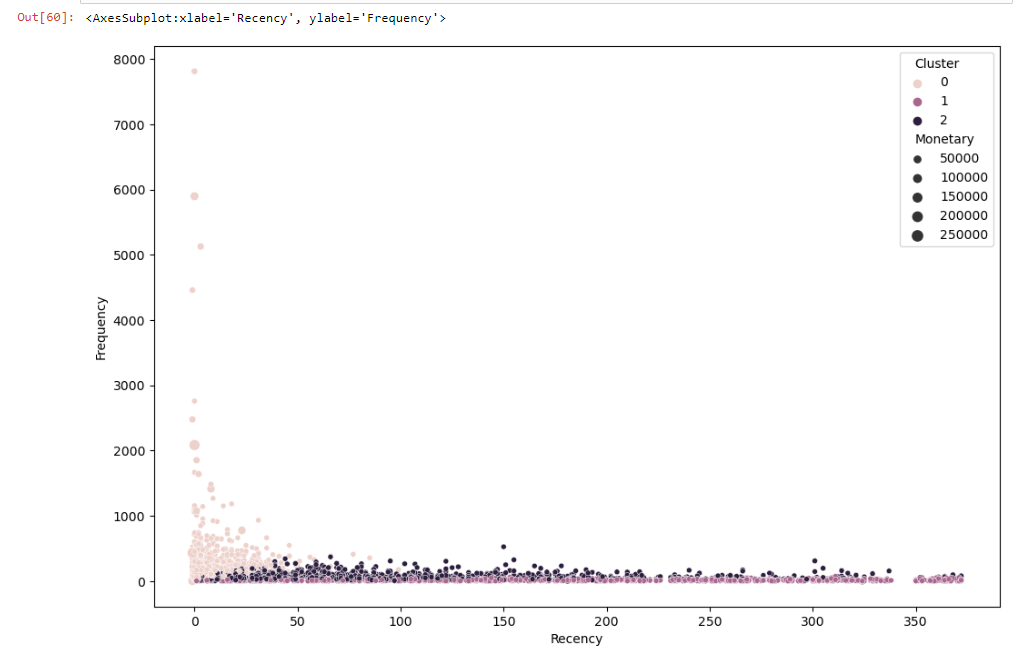 Out[60]: <AxesSubplot:xlabel='Recency', ylabel='Frequency'>
8000
7000
6000
5000
4000
3000
2000
1000
0
Frequency
Cluster
0
1
2
Monetary
50000
100000
150000
200000
250000
0 50 100 150 200 250 300 350
Recency